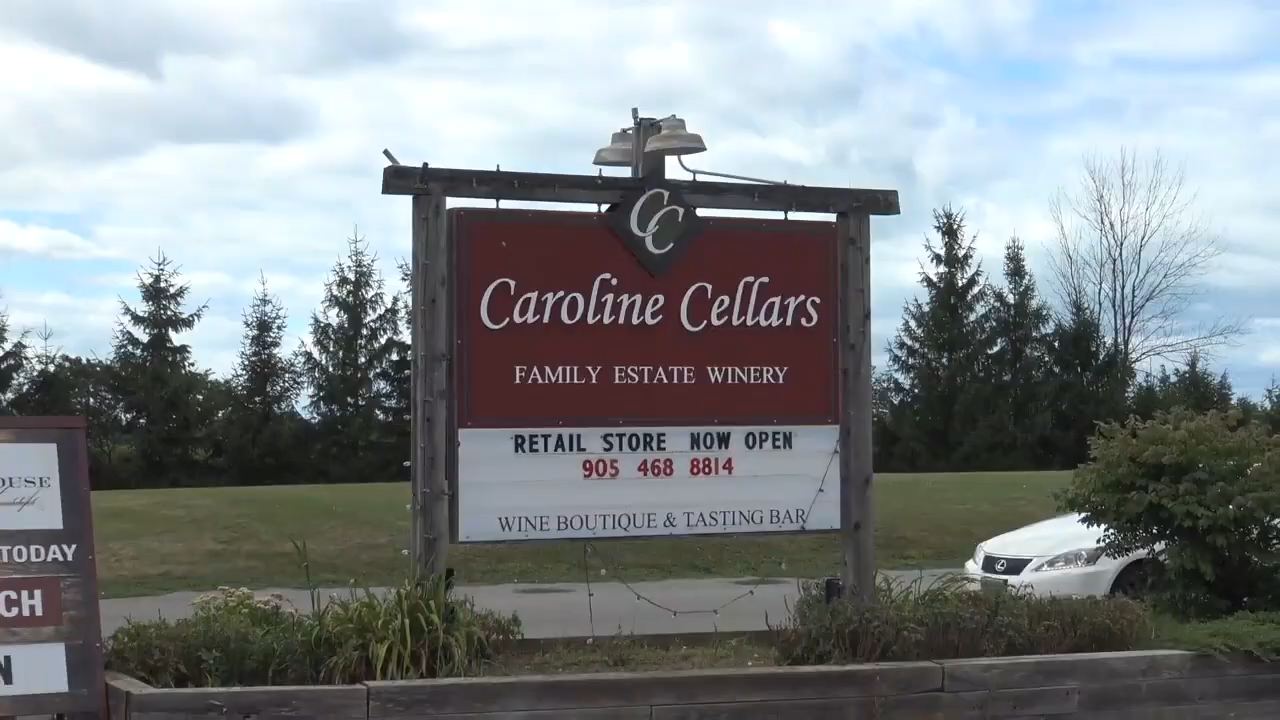 CC
Caroline Cellars
FAMILY ESTATE WINERY
RETAIL STORE NOW OPEN
905 468 8814
WINE BOUTIQUE & TASTING BAR
OUSE
TODAY
CH
N